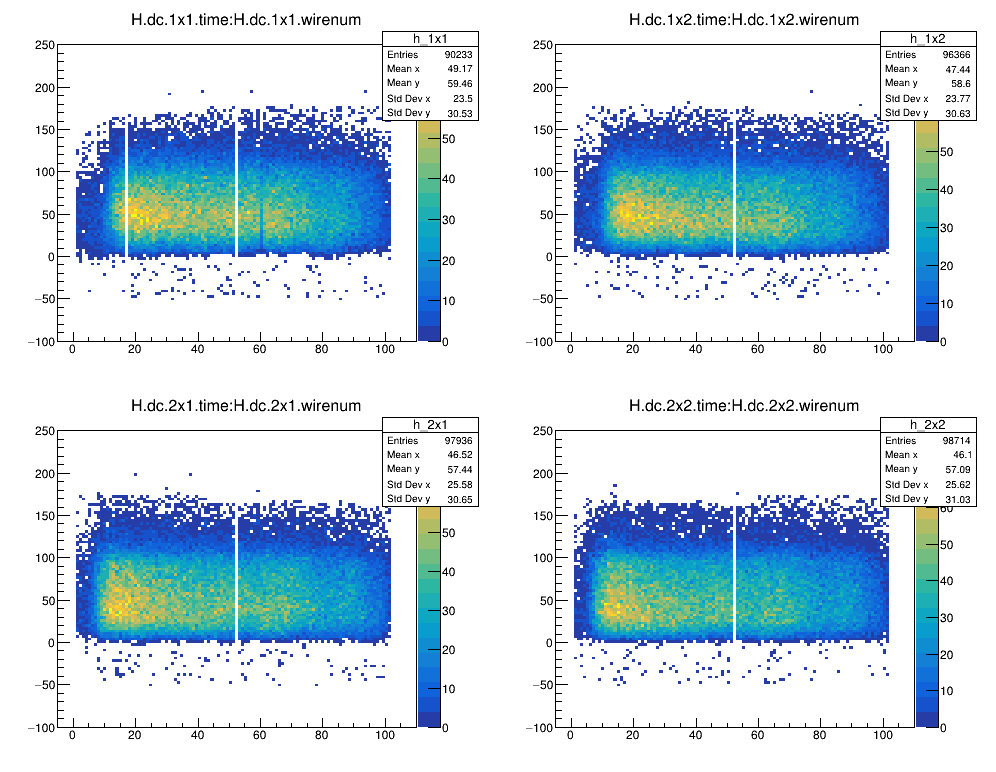 H.dc.1x1.time:H.dc.1x1.wirenum
h_1x1
Entries 90233
Mean x 49.17
Mean y 59.46
Std Dev x 23.5
Std Dev y 30.53
250
200
150
100
50
0
−50
−100
0 20 40 60 80 100
50
40
30
20
10
0
H.dc.1x2.time:H.dc.1x2.wirenum
h_1x2
Entries 96366
Mean x 47.44
Mean y 58.6
Std Dev x 23.77
Std Dev y 30.63
250
200
150
100
50
0
−50
−100
0 20 40 60 80 100
50
40
30
20
10
0
H.dc.2x1.time:H.dc.2x1.wirenum
h_2x1
Entries 97936
Mean x 46.52
Mean y 57.44
Std Dev x 25.58
Std Dev y 30.65
250
200
150
100
50
0
−50
−100
0 20 40 60 80 100
50
40
30
20
10
0
H.dc.2x2.time:H.dc.2x2.wirenum
h_2x2
Entries 98714
Mean x 46.1
Mean y 57.09
Std Dev x 25.62
Std Dev y 31.03
250
200
150
100
50
0
−50
−100
0 20 40 60 80 100
60
50
40
30
20
10
0